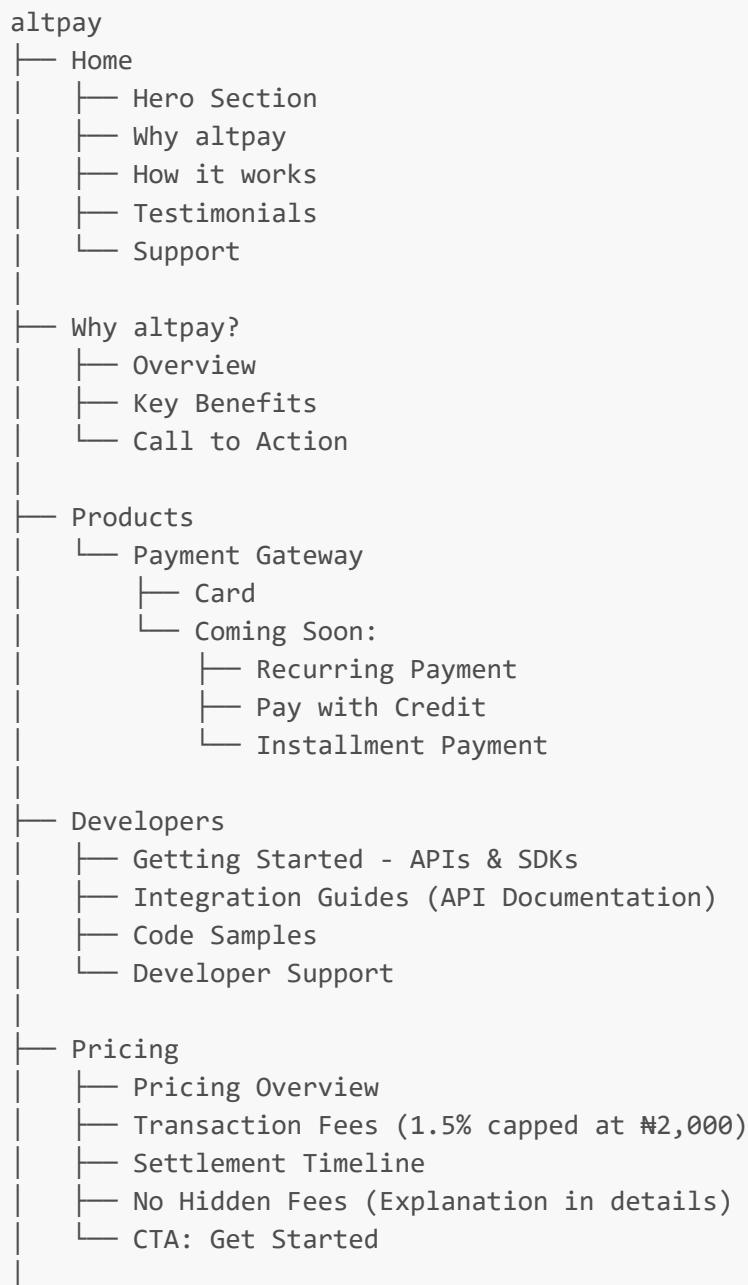 altpay
├── Home
│   ├── Hero Section
│   ├── Why altpay
│   ├── How it works
│   ├── Testimonials
│   └── Support
│
├── Why altpay?
│   ├── Overview
│   ├── Key Benefits
│   └── Call to Action
│
├── Products
│   └── Payment Gateway
│       ├── Card
│       └── Coming Soon:
│           ├── Recurring Payment
│           ├── Pay with Credit
│           └── Installment Payment
│
├── Developers
│   ├── Getting Started - APIs & SDKs
│   ├── Integration Guides (API Documentation)
│   ├── Code Samples
│   └── Developer Support
│
├── Pricing
│   ├── Pricing Overview
│   ├── Transaction Fees (1.5% capped at ₦2,000)
│   ├── Settlement Timeline
│   ├── No Hidden Fees (Explanation in details)
│   └── CTA: Get Started
│